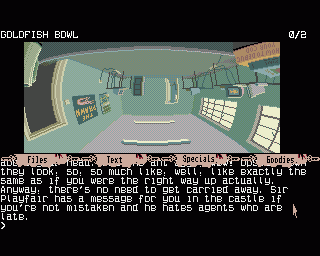 GOLDFISH BOWL 0/2
THE
PRAWN
Files Text Specials Goodies
they look; so; so much like; well; like exactly the
same as if you were the right way up actually.
Anyway, there's no need to get carried away. Sir
Playfair has a message for you in the castle if
you're not mistaken and he hates agents who are
late.
>